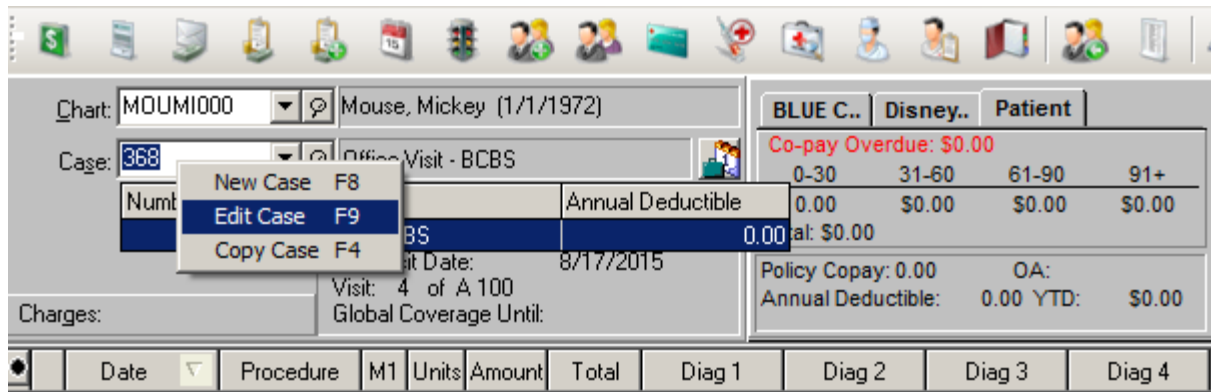 15
Chart: MOUMI000 Mouse, Mickey (1/1/1972)
Case: 368 Office Visit - BCBS
New Case F8
Edit Case F9
Copy Case F4
Annual Deductible
0.00
Date: 8/17/2015
Visit: 4 of A 100
Global Coverage Until:
Charges:
BLUE C.. Disney.. Patient
Co-pay Overdue: $0.00
0-30 31-60 61-90 91+
0.00 $0.00 $0.00 $0.00
$0.00
Policy Copay: 0.00 OA:
Annual Deductible: 0.00 YTD: $0.00
Date Procedure M1 Units Amount Total Diag 1 Diag 2 Diag 3 Diag 4